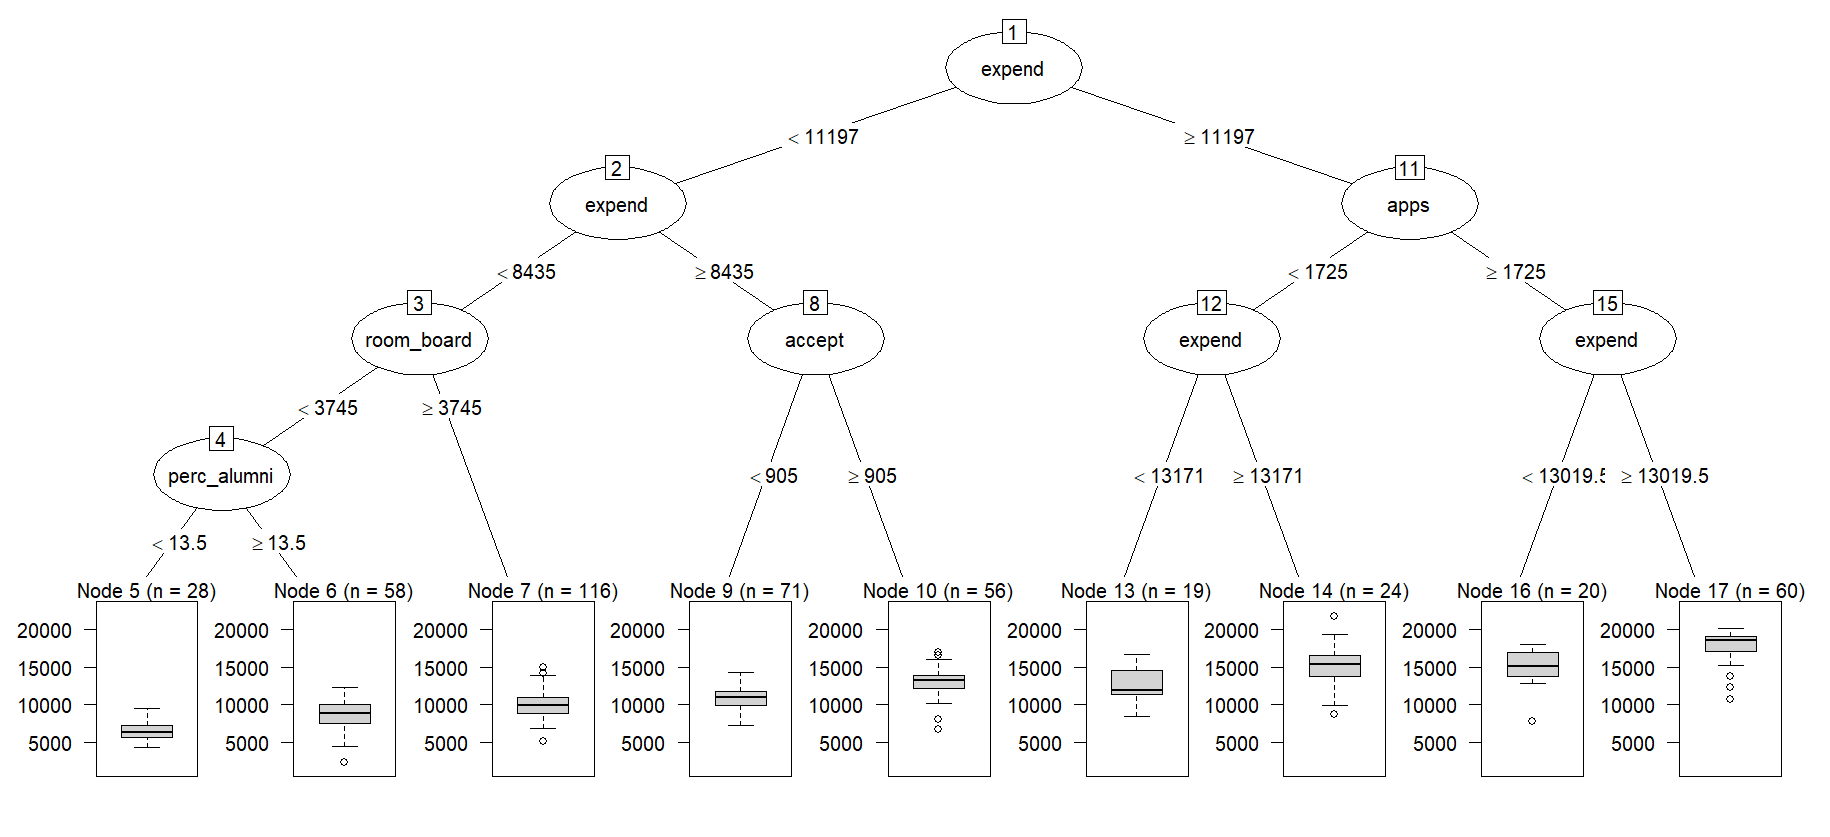 1
expend
< 11197
≥ 11197
2
expend
11
apps
< 8435
≥ 8435
< 1725
≥ 1725
3
room_board
8
accept
12
expend
15
expend
< 3745
≥ 3745
4
perc_alumni
< 905
≥ 905
< 13171
≥ 13171
< 13019.5
≥ 13019.5
< 13.5
≥ 13.5
Node 5 (n = 28)
Node 6 (n = 58)
Node 7 (n = 116)
Node 9 (n = 71)
Node 10 (n = 56)
Node 13 (n = 19)
Node 14 (n = 24)
Node 16 (n = 20)
Node 17 (n = 60)
20000 20000 20000 20000 20000 20000 20000 20000 20000
15000 15000 15000 15000 15000 15000 15000 15000 15000
10000 10000 10000 10000 10000 10000 10000 10000 10000
5000 5000 5000 5000 5000 5000 5000 5000 5000